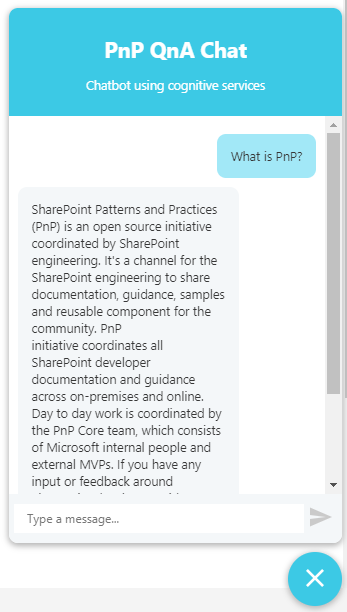 PnP QnA Chat
Chatbot using cognitive services
What is PnP?
SharePoint Patterns and Practices
(PnP) is an open source initiative
coordinated by SharePoint
engineering. It's a channel for the
SharePoint engineering to share
documentation, guidance, samples
and reusable component for the
community. PnP
initiative coordinates all
SharePoint developer
documentation and guidance
across on-premises and online.
Day to day work is coordinated by
the PnP Core team, which consists
of Microsoft internal people and
external MVPs. If you have any
input or feedback around
Type a message...